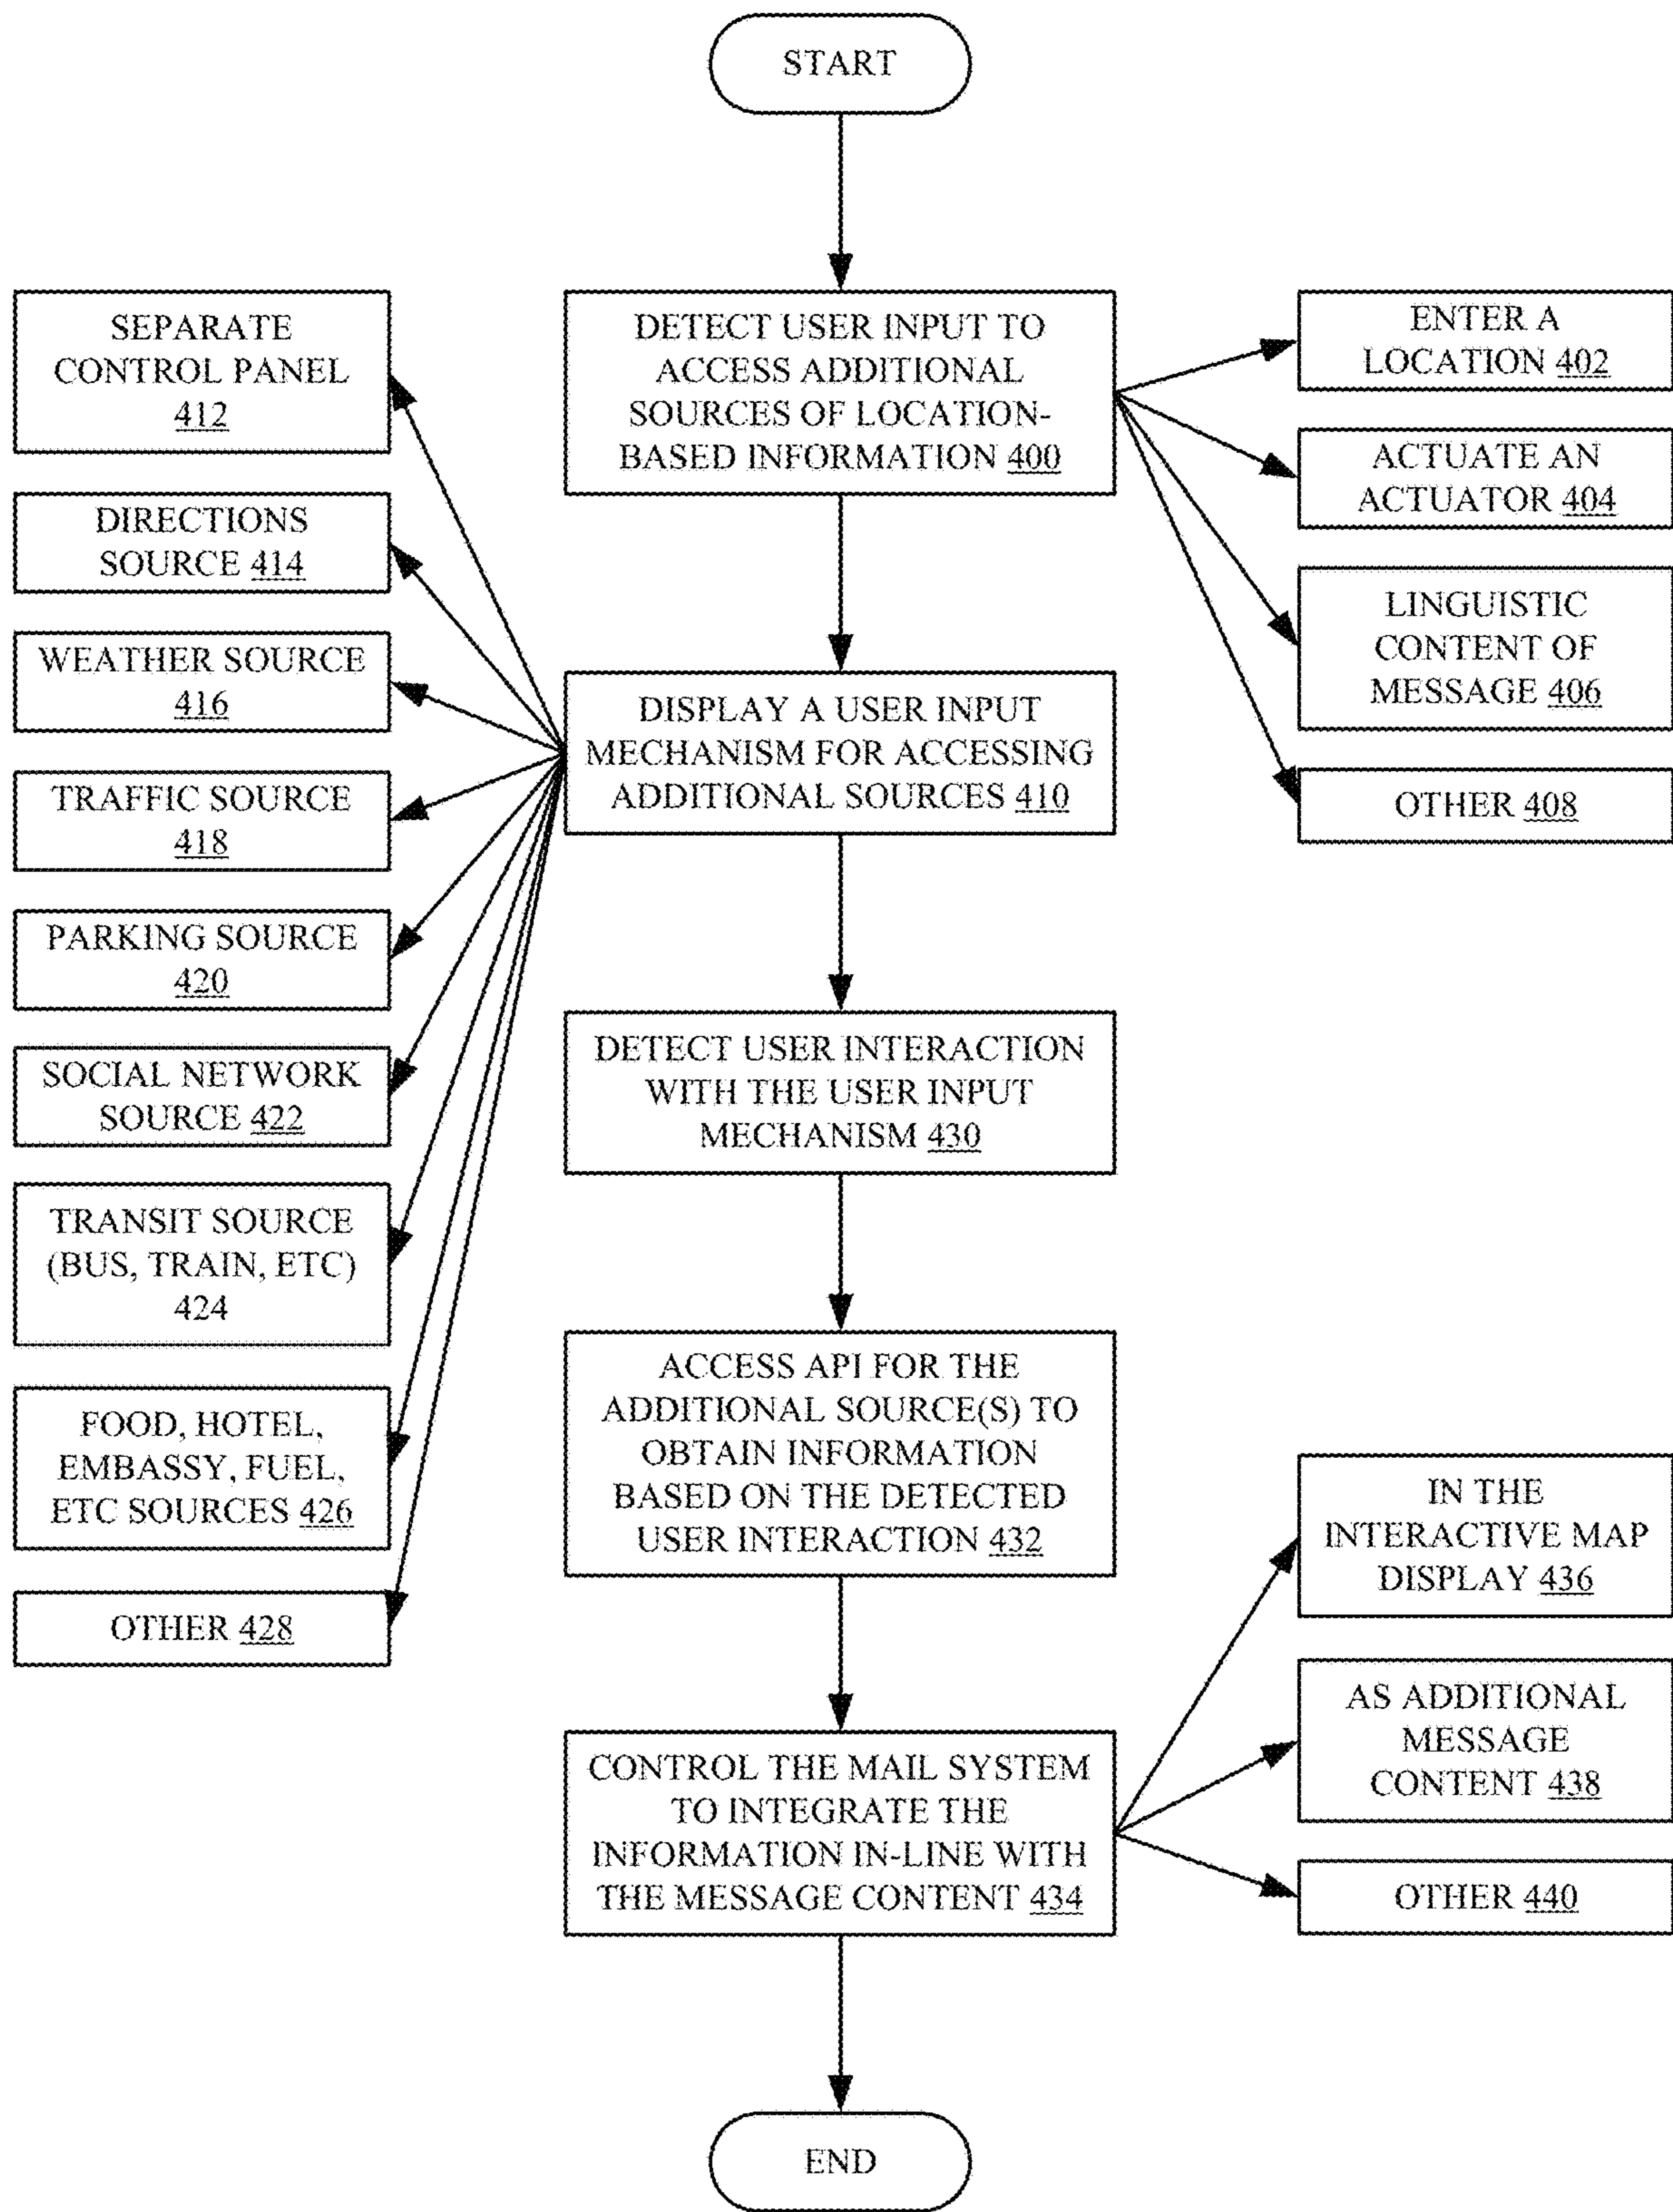 START
DETECT USER INPUT TO
ACCESS ADDITIONAL
SOURCES OF LOCATION-
BASED INFORMATION 400
ENTER A
LOCATION 402
ACTUATE AN
ACTUATOR 404
LINGUISTIC
CONTENT OF
MESSAGE 406
OTHER 408
DISPLAY A USER INPUT
MECHANISM FOR ACCESSING
ADDITIONAL SOURCES 410
SEPARATE
CONTROL PANEL
412
DIRECTIONS
SOURCE 414
WEATHER SOURCE
416
TRAFFIC SOURCE
418
PARKING SOURCE
420
SOCIAL NETWORK
SOURCE 422
TRANSIT SOURCE
(BUS, TRAIN, ETC)
424
FOOD, HOTEL,
EMBASSY, FUEL,
ETC SOURCES 426
OTHER 428
DETECT USER INTERACTION
WITH THE USER INPUT
MECHANISM 430
ACCESS API FOR THE
ADDITIONAL SOURCE(S) TO
OBTAIN INFORMATION
BASED ON THE DETECTED
USER INTERACTION 432
CONTROL THE MAIL SYSTEM
TO INTEGRATE THE
INFORMATION IN-LINE WITH
THE MESSAGE CONTENT 434
IN THE
INTERACTIVE MAP
DISPLAY 436
AS ADDITIONAL
MESSAGE
CONTENT 438
OTHER 440
END